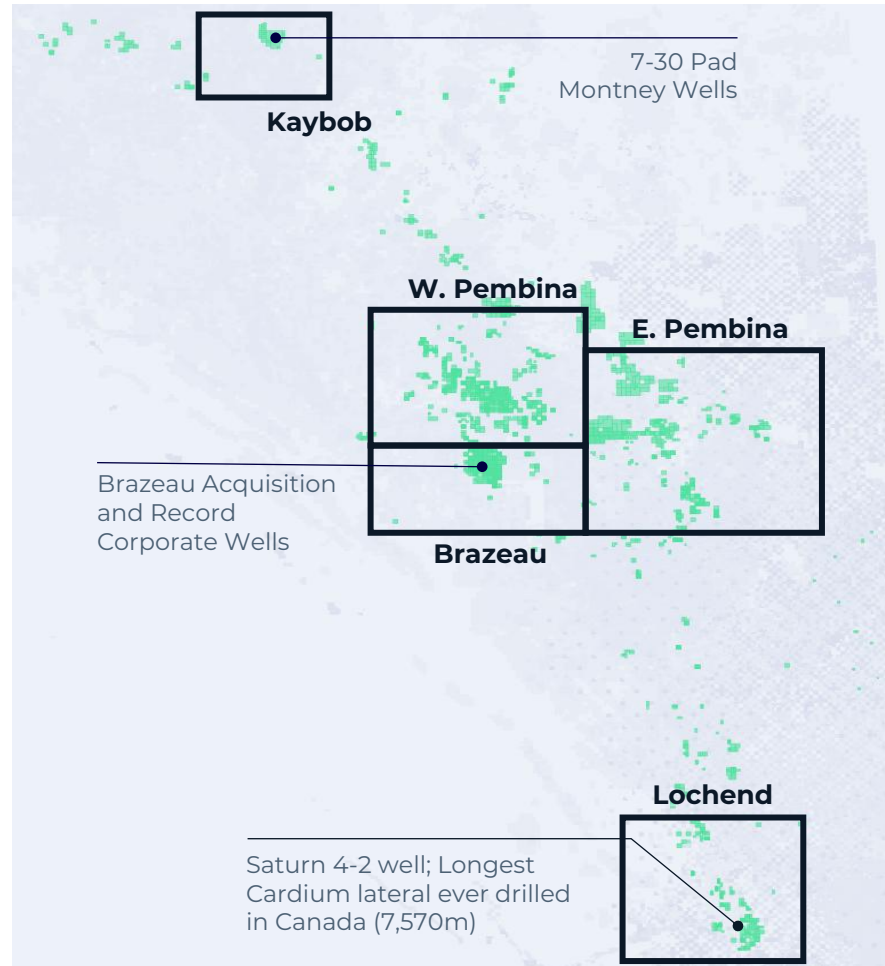 7-30 Pad
Montney Wells
Kaybob
W. Pembina
E. Pembina
Brazeau Acquisition
and Record
Corporate Wells
Brazeau
Lochend
Saturn 4-2 well; Longest
Cardium lateral ever drilled
in Canada (7,570m)